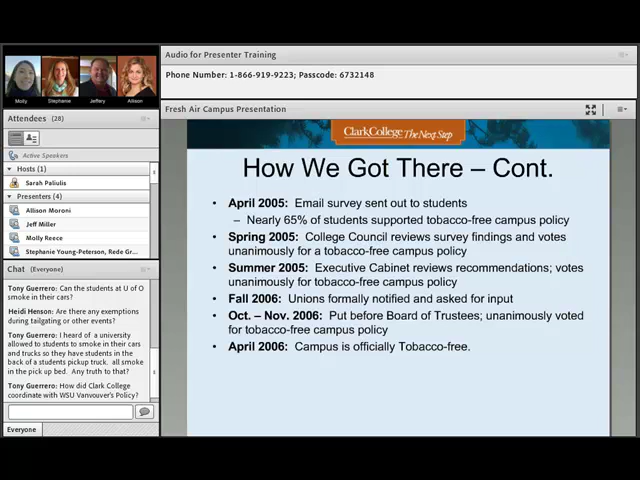 Molly
Stephanie
Jeffery
Allison
Attendees (28)
Active Speakers
Hosts (1)
Sarah Paliulis
Presenters (4)
Allison Moroni
Jeff Miller
Molly Reece
Stephanie Young-Peterson, Rede Gr...
Chat (Everyone)
Tony Guerrero: Can the students at U of O
smoke in their cars?
Heidi Henson: Are there any exemptions
during tailgating or other events?
Tony Guerrero: I heard of a university
allowed to students to smoke in their cars
and trucks so they have students in the
back of a students pickup truck. all smoke
in the pick up bed. Any truth to that?
Tony Guerrero: How did Clark College
coordinate with WSU Vanvouver's Policy?
Everyone
Audio for Presenter Training
Phone Number: 1-866-919-9223; Passcode: 6732148
Fresh Air Campus Presentation
ClarkCollege The Next Step
How We Got There – Cont.
• April 2005: Email survey sent out to students
– Nearly 65% of students supported tobacco-free campus policy
• Spring 2005: College Council reviews survey findings and votes
unanimously for a tobacco-free campus policy
• Summer 2005: Executive Cabinet reviews recommendations; votes
unanimously for tobacco-free campus policy
• Fall 2006: Unions formally notified and asked for input
• Oct. – Nov. 2006: Put before Board of Trustees; unanimously voted
for tobacco-free campus policy
• April 2006: Campus is officially Tobacco-free.